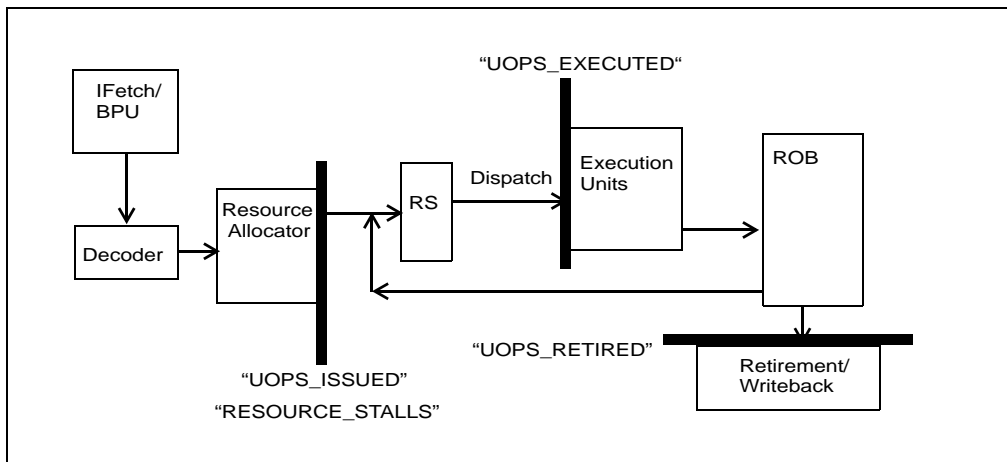 “UOPS_EXECUTED“
IFetch/
BPU
ROB
Execution
Units
Dispatch
RS
Resource
Allocator
Decoder
“UOPS_RETIRED”
Retirement/
Writeback
“UOPS_ISSUED”
“RESOURCE_STALLS”